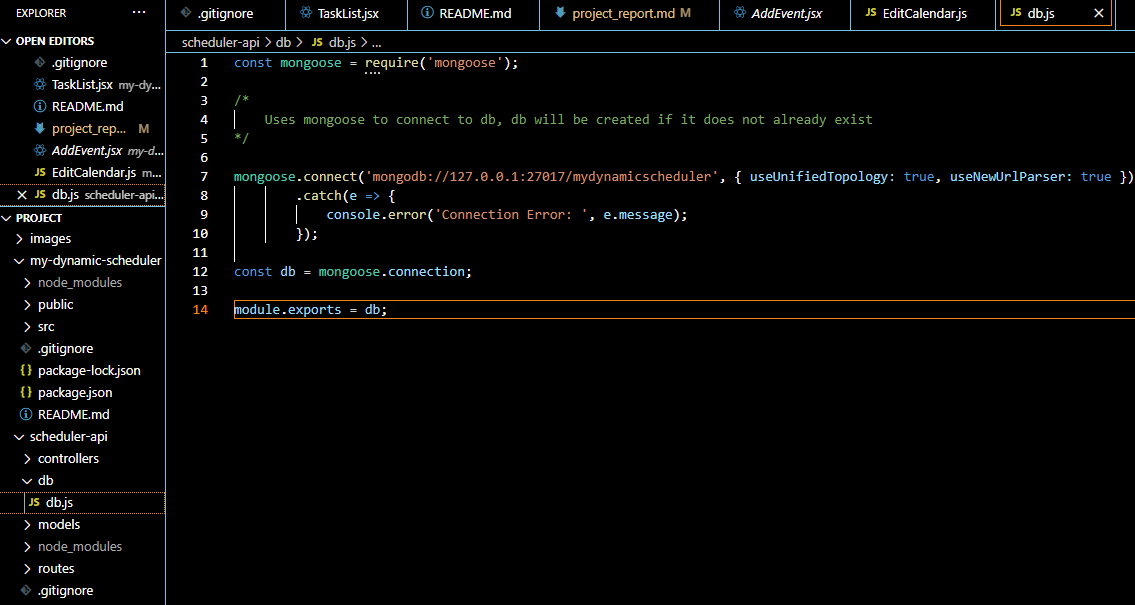 EXPLORER ...
.gitignore TaskList.jsx README.md project_report.md M AddEvent.jsx JS EditCalendar.js JS db.js
OPEN EDITORS
.gitignore
TaskList.jsx my-dy...
README.md
project_rep... M
AddEvent.jsx my-d...
JS EditCalendar.js m...
JS db.js scheduler-api...
PROJECT
images
my-dynamic-scheduler
node_modules
public
src
.gitignore
{} package-lock.json
{} package.json
README.md
scheduler-api
controllers
db
JS db.js
models
node_modules
routes
.gitignore
scheduler-api > db > JS db.js > ...
1 const mongoose = require('mongoose');
2
3 /*
4 Uses mongoose to connect to db, db will be created if it does not already exist
5 */
6
7 mongoose.connect('mongodb://127.0.0.1:27017/mydynamicscheduler', { useUnifiedTopology: true, useNewUrlParser: true })
8 .catch(e => {
9 console.error('Connection Error: ', e.message);
10 });
11
12 const db = mongoose.connection;
13
14 module.exports = db;